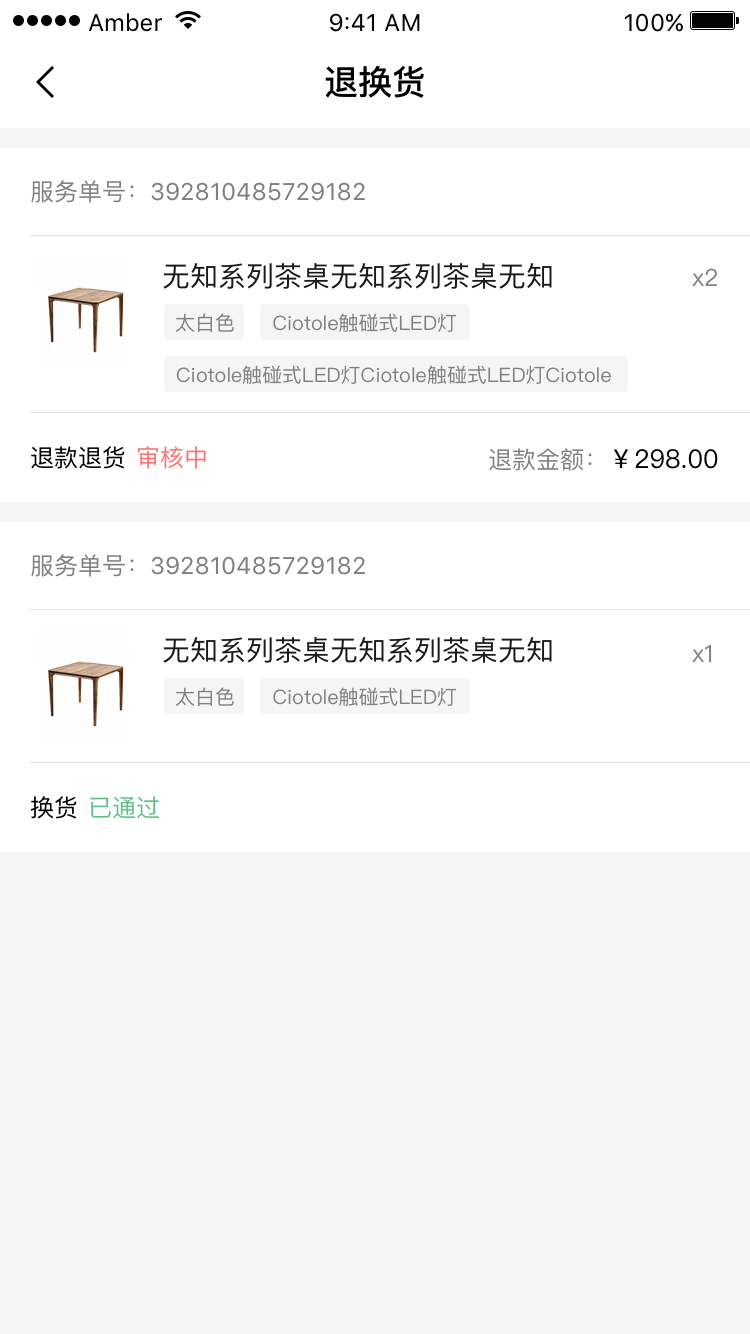 Amber 9:41 AM 100%
退换货
服务单号：392810485729182
无知系列茶桌无知系列茶桌无知 x2
太白色 Ciotole触碰式LED灯
Ciotole触碰式LED灯Ciotole触碰式LED灯Ciotole
退款退货 审核中 退款金额：￥298.00
服务单号：392810485729182
无知系列茶桌无知系列茶桌无知 x1
太白色 Ciotole触碰式LED灯
换货 已通过